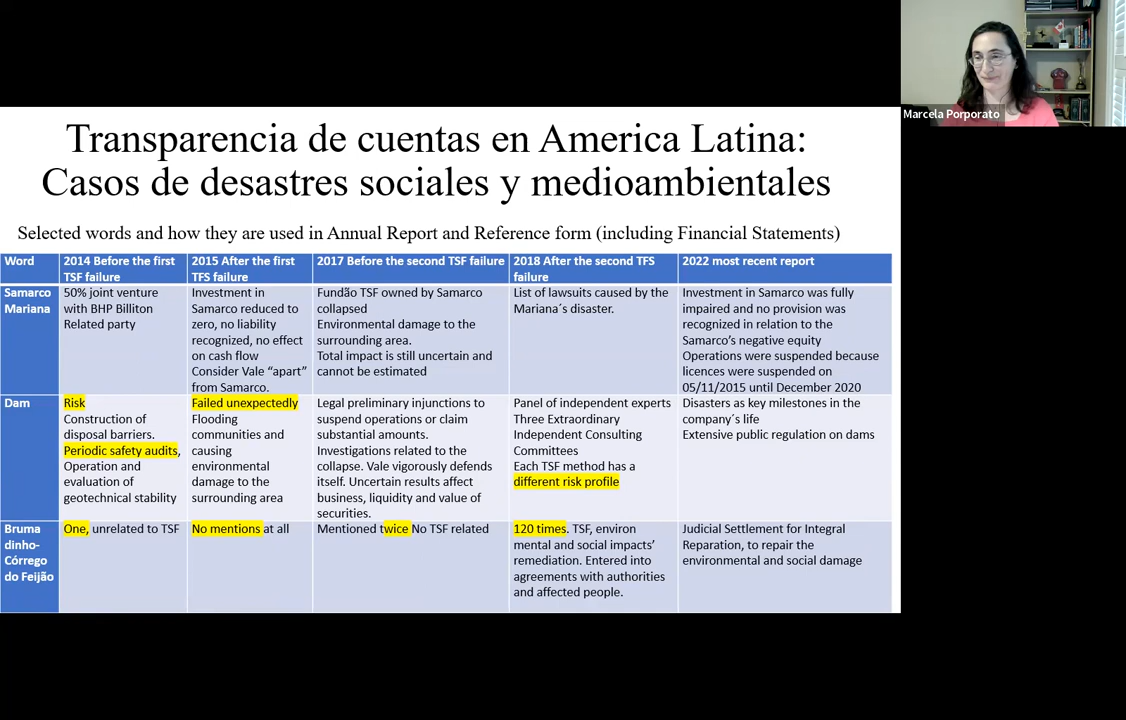 Marcela Porporato
Transparencia de cuentas en America Latina:
Casos de desastres sociales y medioambientales
Selected words and how they are used in Annual Report and Reference form (including Financial Statements)
Word
2014 Before the first
TSF failure
2015 After the first
TFS failure
2017 Before the second TSF failure
2018 After the second TFS
failure
2022 most recent report
Samarco
Mariana
50% joint venture
with BHP Billiton
Related party
Investment in
Samarco reduced to
zero, no liability
recognized, no effect
on cash flow
Consider Vale “apart”
from Samarco.
Fundão TSF owned by Samarco
collapsed
Environmental damage to the
surrounding area.
Total impact is still uncertain and
cannot be estimated
List of lawsuits caused by the
Mariana´s disaster.
Investment in Samarco was fully
impaired and no provision was
recognized in relation to the
Samarco’s negative equity
Operations were suspended because
licences were suspended on
05/11/2015 until December 2020
Dam
Risk
Construction of
disposal barriers.
Periodic safety audits,
Operation and
evaluation of
geotechnical stability
Failed unexpectedly
Flooding
communities and
causing
environmental
damage to the
surrounding area
Legal preliminary injunctions to
suspend operations or claim
substantial amounts.
Investigations related to the
collapse. Vale vigorously defends
itself. Uncertain results affect
business, liquidity and value of
securities.
Panel of independent experts
Three Extraordinary
Independent Consulting
Committees
Each TSF method has a
different risk profile
Disasters as key milestones in the
company´s life
Extensive public regulation on dams
Bruma
dinho-
Córrego
do Feijão
One, unrelated to TSF
No mentions at all
Mentioned twice No TSF related
120 times. TSF, environ
mental and social impacts’
remediation. Entered into
agreements with authorities
and affected people.
Judicial Settlement for Integral
Reparation, to repair the
environmental and social damage